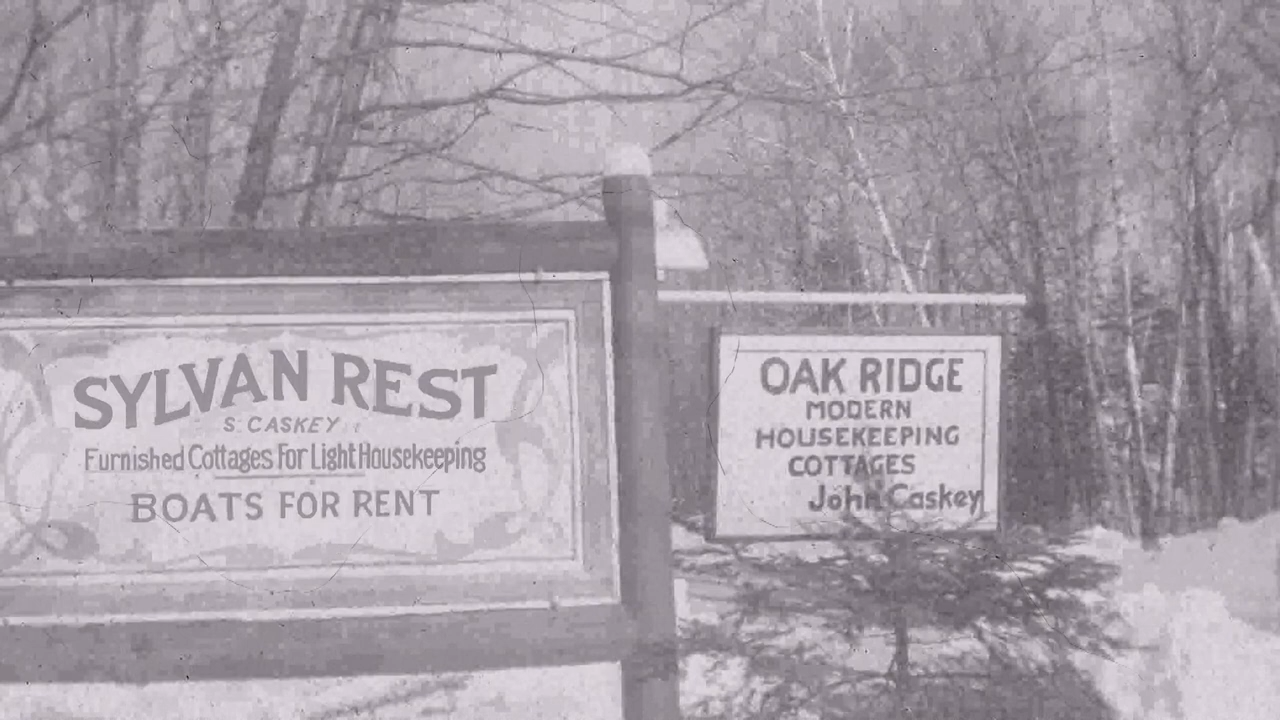 SYLVAN REST
S. CASKEY
Furnished Cottages For Light Housekeeping
BOATS FOR RENT
OAK RIDGE
MODERN
HOUSEKEEPING
COTTAGES
John Caskey